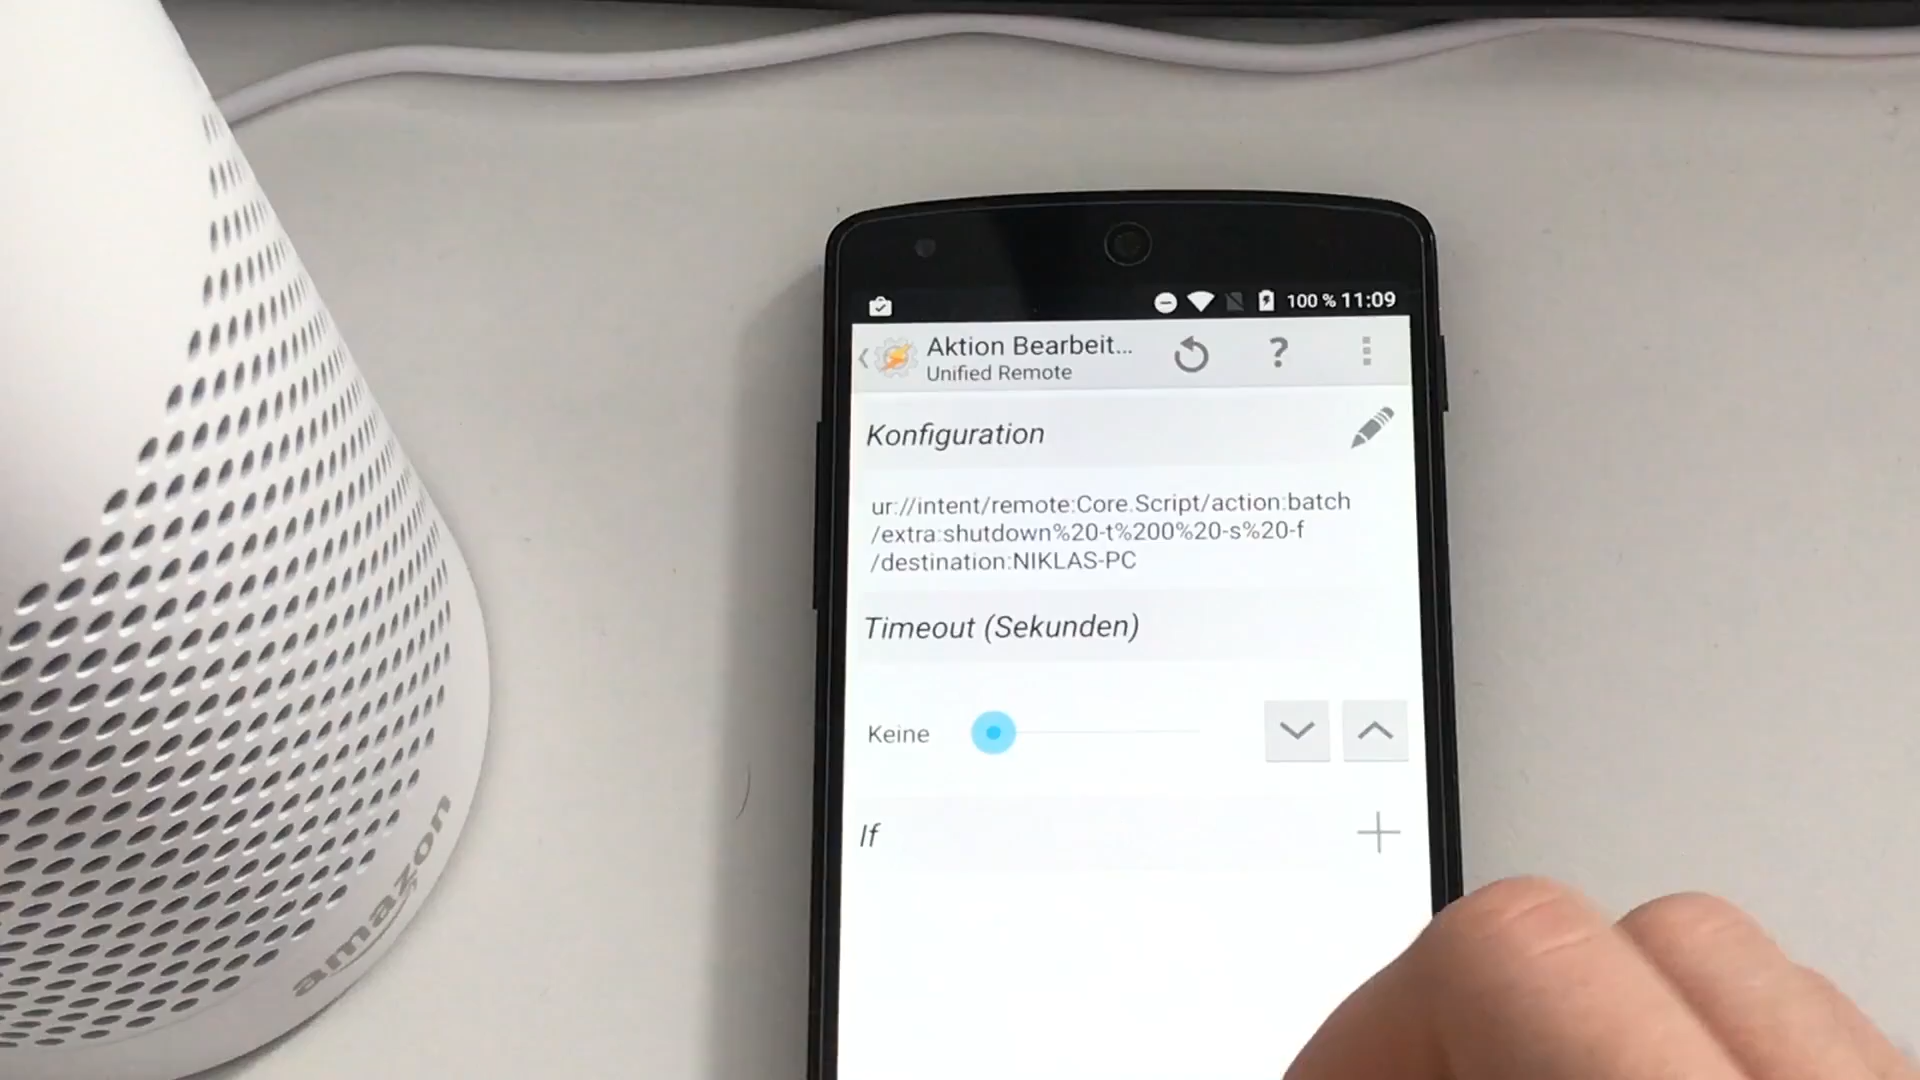 100 % 11:09
Aktion Bearbeit...
Unified Remote
Konfiguration
ur://intent/remote:Core.Script/action:batch
/extra:shutdown%20-t%200%20-s%20-f
/destination:NIKLAS-PC
Timeout (Sekunden)
Keine
If
amazon